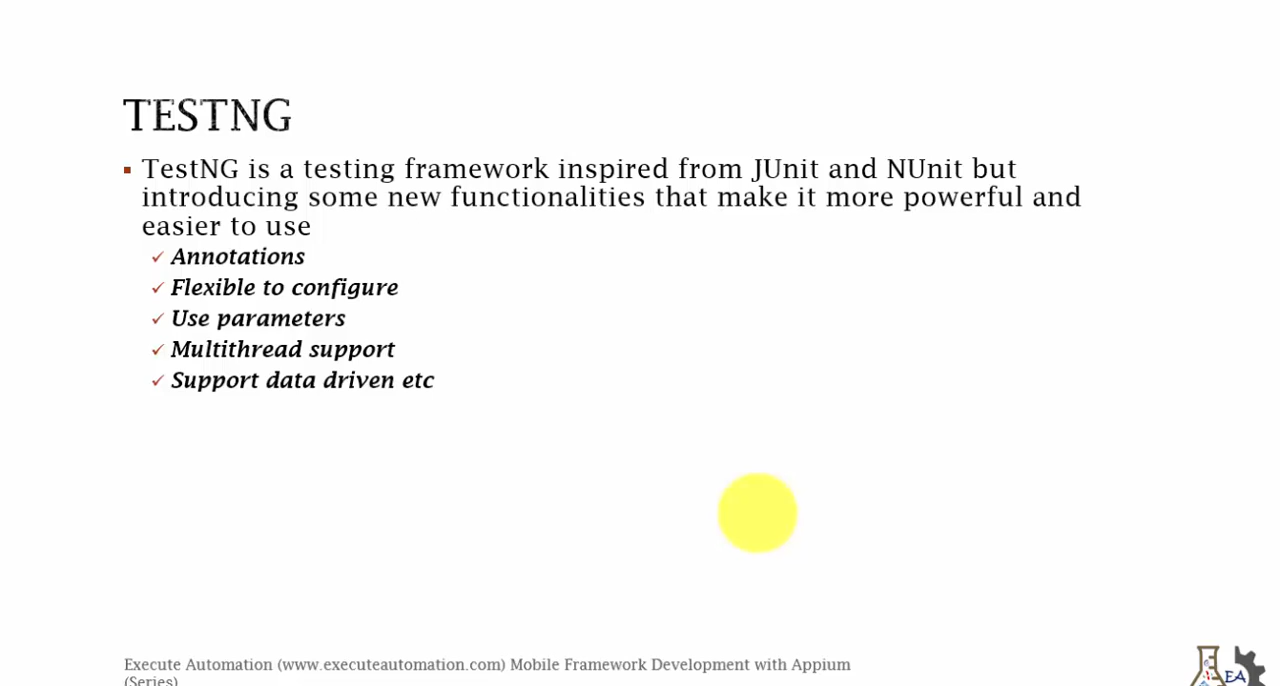 TESTNG
TestNG is a testing framework inspired from JUnit and NUnit but
introducing some new functionalities that make it more powerful and
easier to use
Annotations
Flexible to configure
Use parameters
Multithread support
Support data driven etc
Execute Automation (www.executeautomation.com) Mobile Framework Development with Appium
(Series)
EA